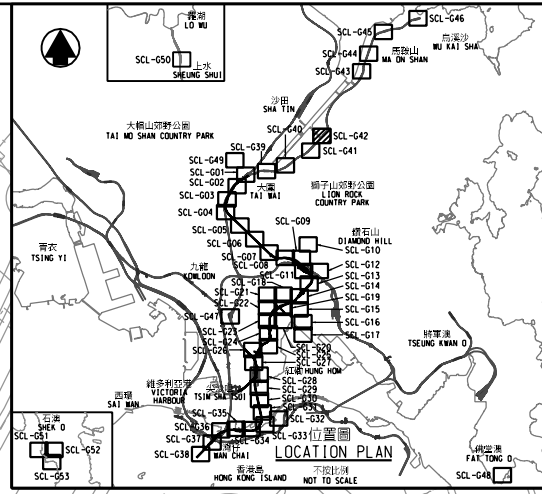 羅湖
LO WU
SCL-G50
上水
SHEUNG SHUI
SCL-G46
SCL-G45
烏溪沙
WU KAI SHA
SCL-G44
馬鞍山
MA ON SHAN
SCL-G43
沙田
SHA TIN
大帽山郊野公園
TAI MO SHAN COUNTRY PARK
SCL-G40
SCL-G42
SCL-G39
SCL-G41
SCL-G49
SCL-G01
SCL-G02
大圍
TAI WAI
SCL-G03
獅子山郊野公園
LION ROCK
COUNTRY PARK
SCL-G04
SCL-G05
SCL-G09
鑽石山
DIAMOND HILL
SCL-G06
SCL-G10
青衣
TSING YI
SCL-G07
SCL-G08
SCL-G11
SCL-G12
九龍
KOWLOON
SCL-G13
SCL-G18
SCL-G14
SCL-G21
SCL-G19
SCL-G22
SCL-G15
SCL-G47
SCL-G16
SCL-G23
SCL-G17
SCL-G24
將軍澳
TSEUNG KWAN O
SCL-G20
SCL-G26
SCL-G27
紅磡
HUNG HOM
維多利亞港
VICTORIA
HARBOUR
TSIM SHA TSUI
SCL-G28
SCL-G29
SCL-G30
SCL-G31
西環
SAI WAN
SCL-G35
SCL-G32
SCL-G36
SCL-G33
SCL-G34
SCL-G37
灣仔
WAN CHAI
SCL-G38
位置圖
LOCATION PLAN
香港島
HONG KONG ISLAND
不按比例
NOT TO SCALE
石澳
SHEK O
SCL-G51
SCL-G52
SCL-G53
佛堂澳
FAT TONG O
SCL-G48